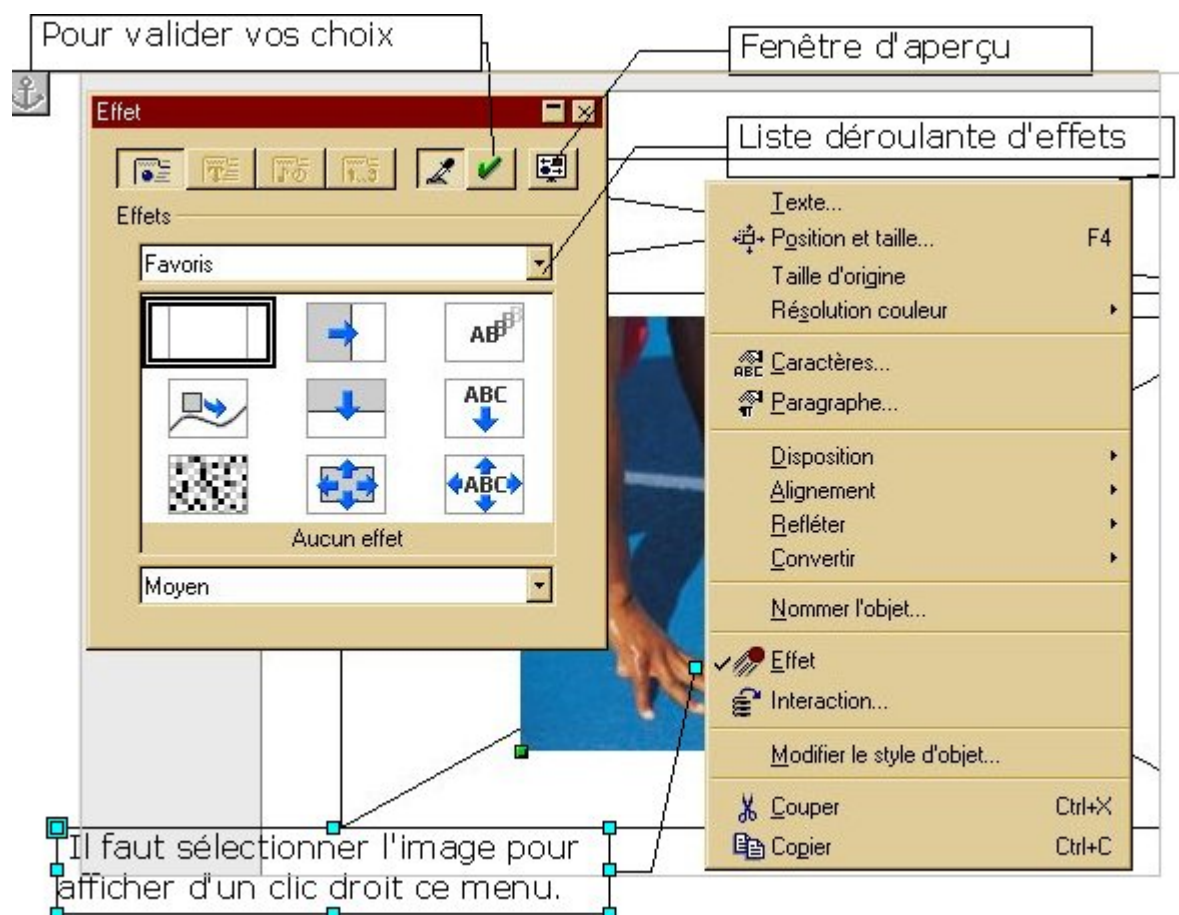 Pour valider vos choix
Fenêtre d'aperçu
Effet
Liste déroulante d'effets
Effets
Favoris
AB
ABC
ABC
Aucun effet
Moyen
Texte...
Position et taille... F4
Taille d'origine
Résolution couleur
ABC Caractères...
Paragraphe...
Disposition
Alignement
Refléter
Convertir
Nommer l'objet...
Effet
Interaction...
Modifier le style d'objet...
Couper Ctrl+X
Copier Ctrl+C
Il faut sélectionner l'image pour
afficher d'un clic droit ce menu.